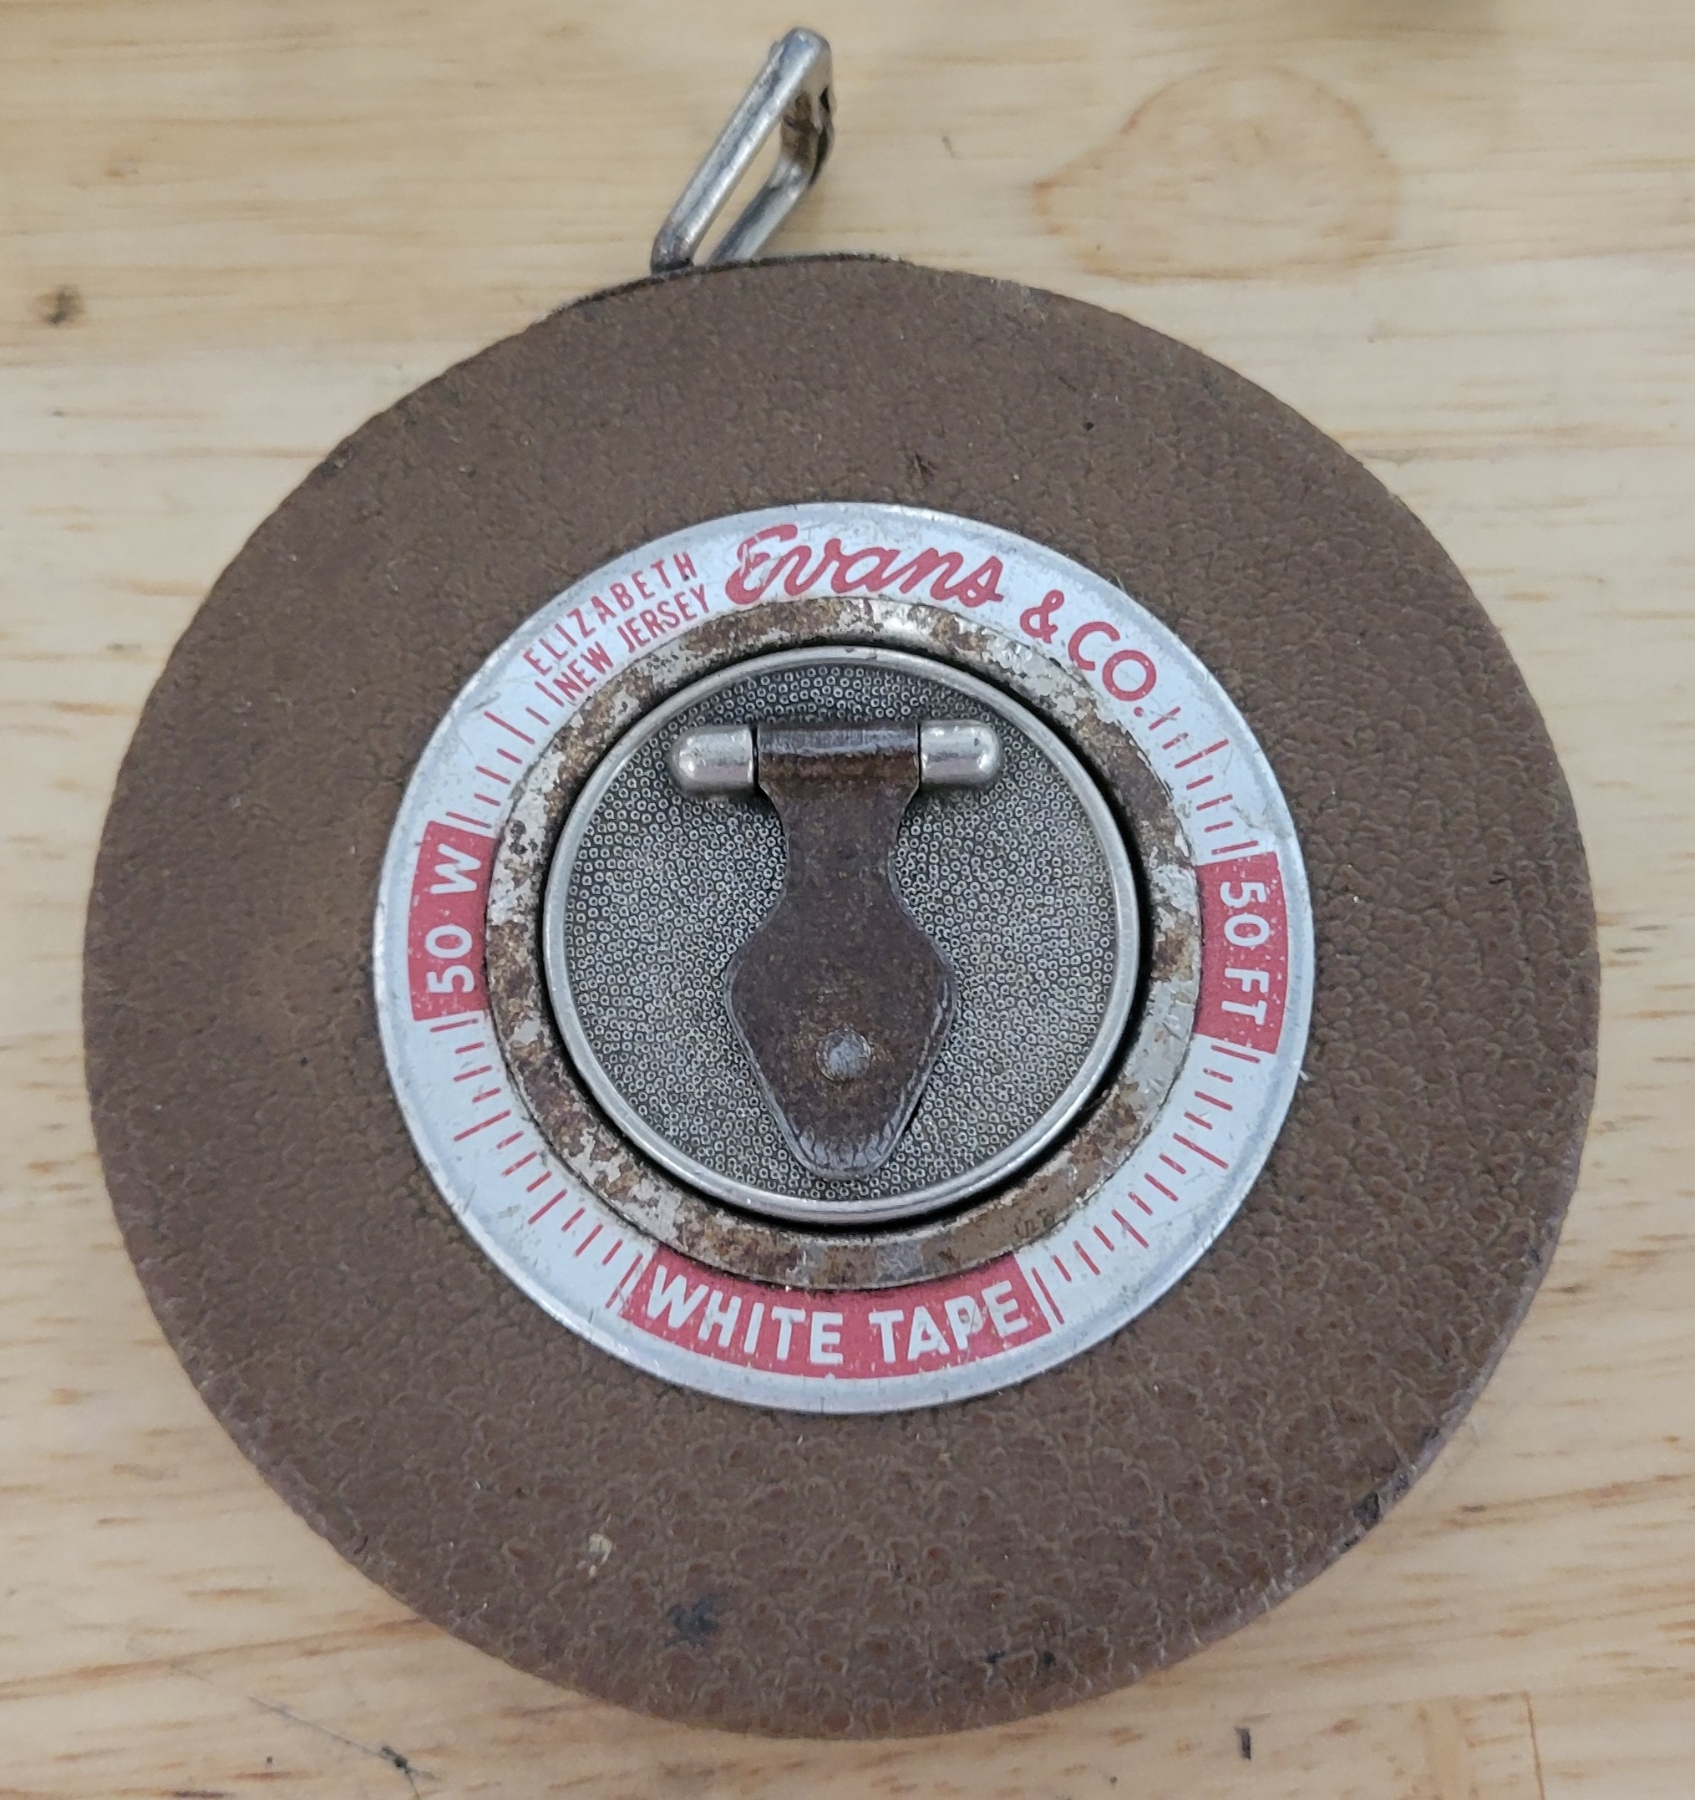 ELIZABETH
NEW JERSEY
Evans & CO.
50 W
50 FT
WHITE TAPE